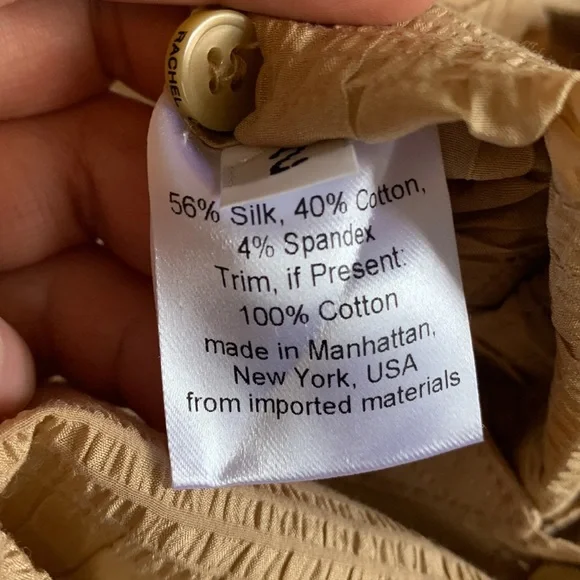 RACHEL
56% Silk, 40% Cotton,
4% Spandex
Trim, if Present:
100% Cotton
made in Manhattan,
New York, USA
from imported materials